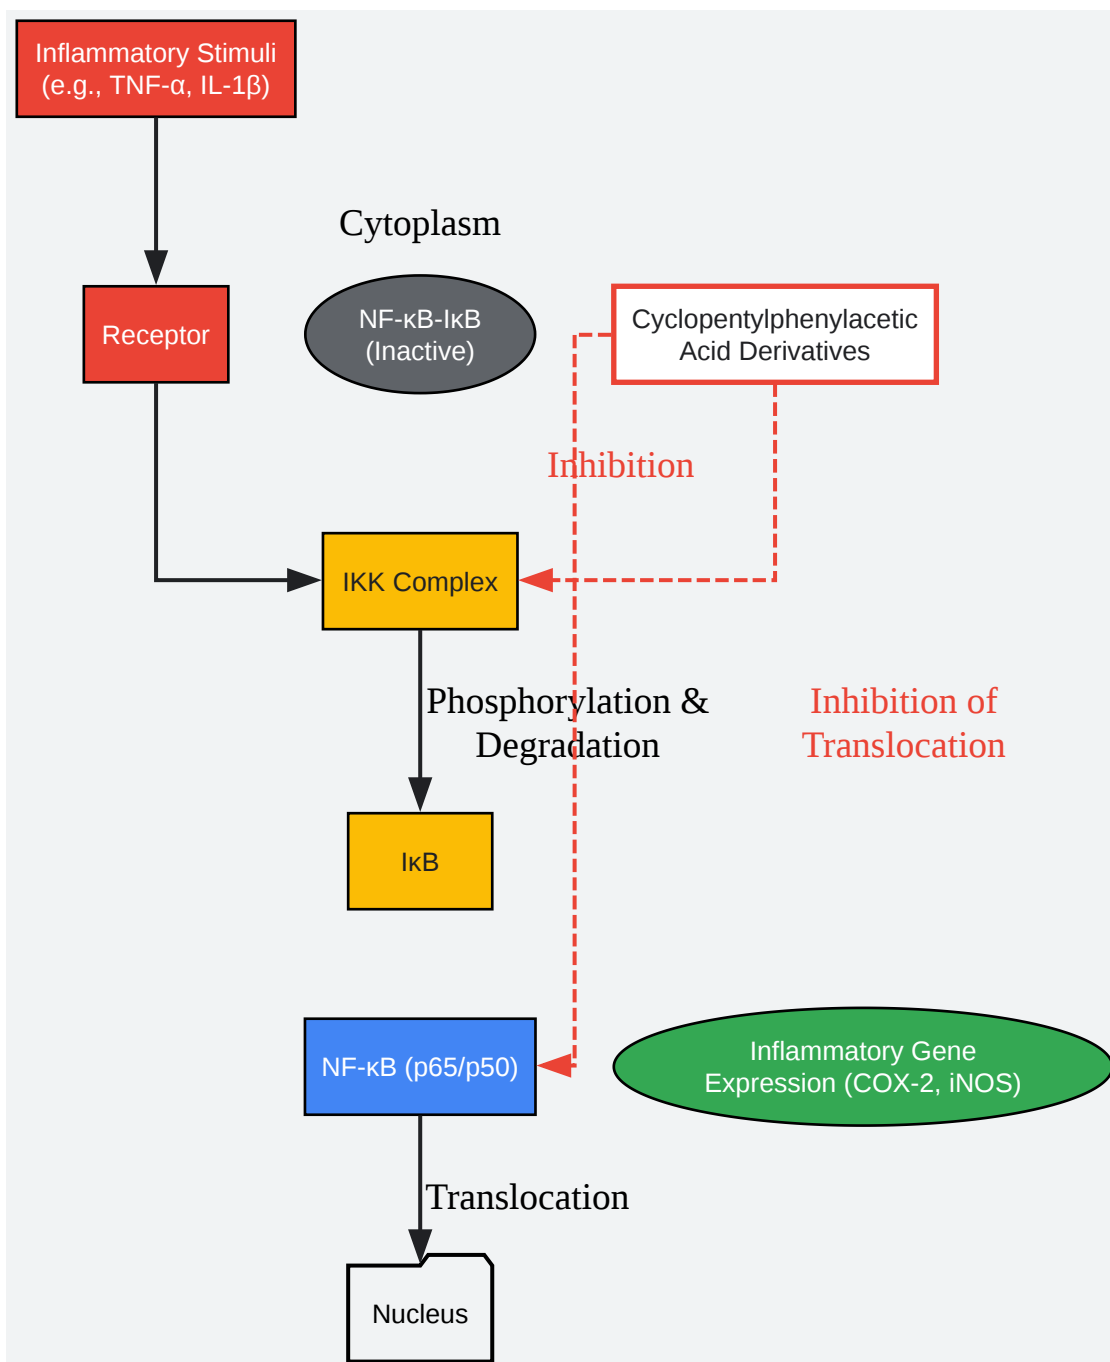 Inflammatory Stimuli
(e.g., TNF-α, IL-1β)
Cytoplasm
Receptor
NF-κB-IκB
(Inactive)
Cyclopentylphenylacetic
Acid Derivatives
Inhibition
IKK Complex
Phosphorylation &
Degradation
Inhibition of
Translocation
IκB
NF-κB (p65/p50)
Inflammatory Gene
Expression (COX-2, iNOS)
Translocation
Nucleus